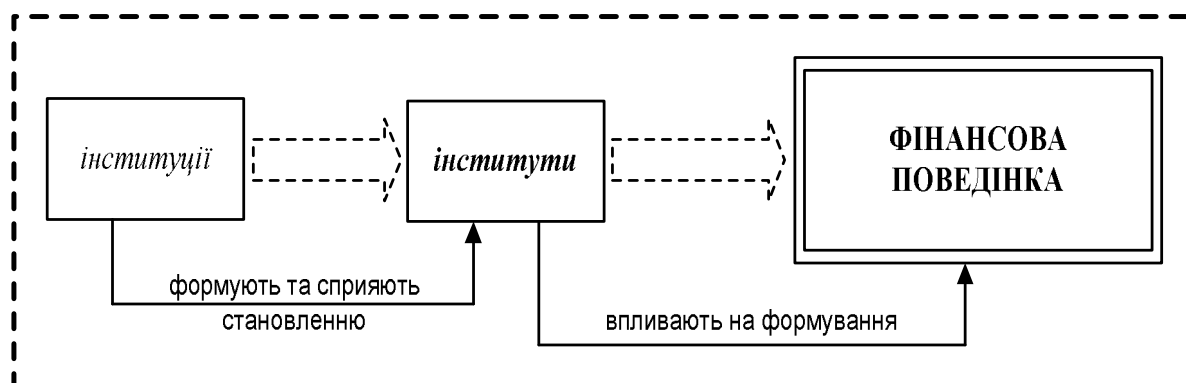 інституції
інститути
ФІНАНСОВА
ПОВЕДІНКА
формують та сприяють
становленню
впливають на формування